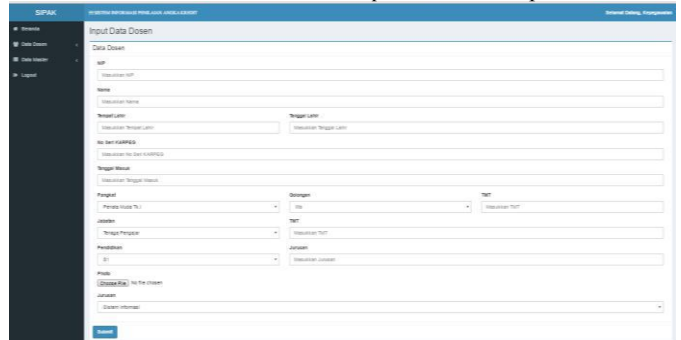 SIPAK
SISTEM INFORMASI PENILAIAN ANGKA KREDIT
Selamat Datang, Kepegawaian
Beranda
Data Dosen
Data Master
Logout
Input Data Dosen
Data Dosen
NIP
Masukkan NIP
Nama
Masukkan Nama
Tempat Lahir Tanggal Lahir
Masukkan Tempat Lahir Masukkan Tanggal Lahir
No Seri KARPEG
Masukkan No Seri KARPEG
Tanggal Masuk
Masukkan Tanggal Masuk
Pangkat Golongan TMT
Penata Muda Tk.I Masukkan TMT
Jabatan TMT
Tenaga Pengajar Masukkan TMT
Pendidikan Jurusan
S1 Masukkan Jurusan
Photo
Choose File No file chosen
Jurusan
Sistem Informasi
Submit